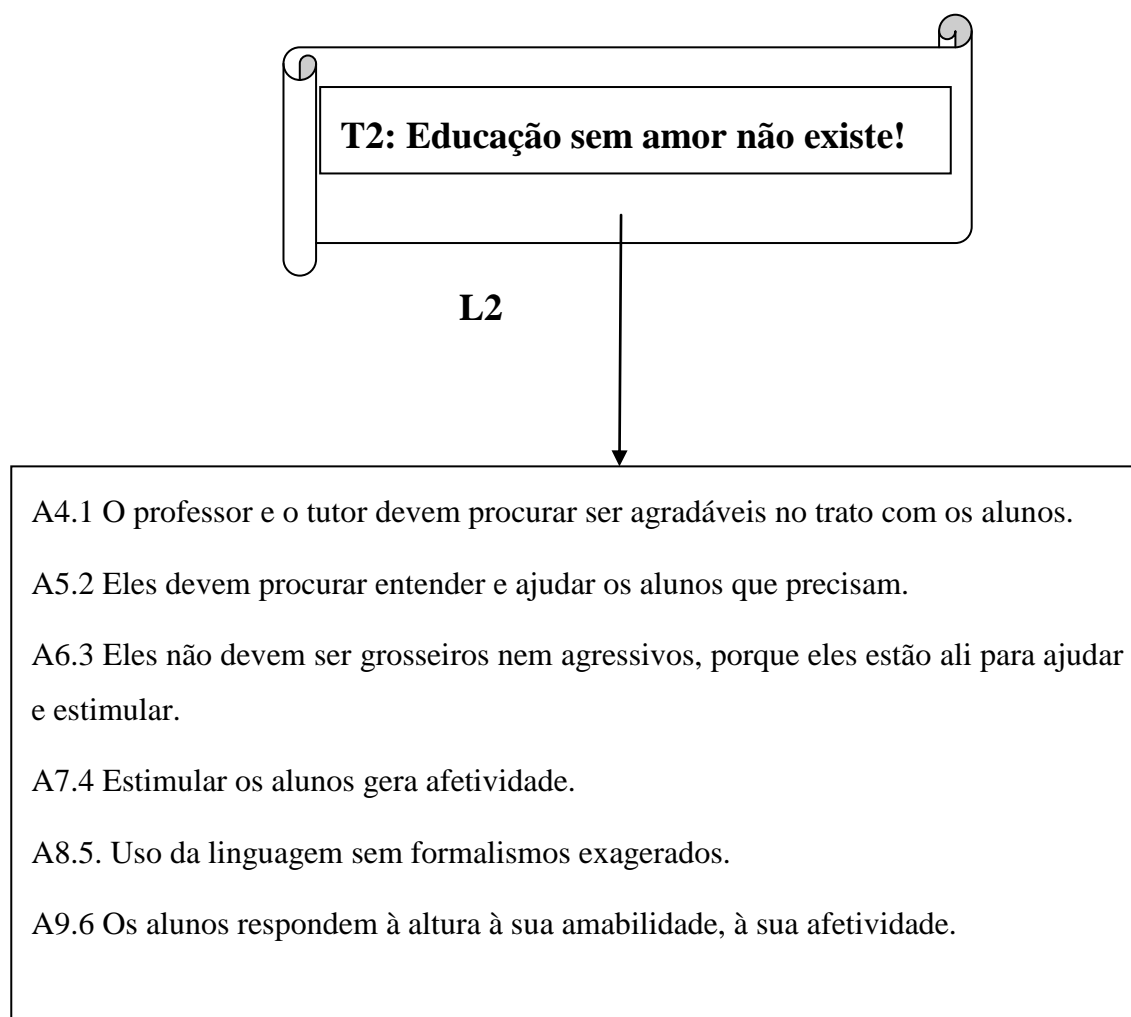 T2: Educação sem amor não existe!
L2
A4.1 O professor e o tutor devem procurar ser agradáveis no trato com os alunos.
A5.2 Eles devem procurar entender e ajudar os alunos que precisam.
A6.3 Eles não devem ser grosseiros nem agressivos, porque eles estão ali para ajudar
e estimular.
A7.4 Estimular os alunos gera afetividade.
A8.5. Uso da linguagem sem formalismos exagerados.
A9.6 Os alunos respondem à altura à sua amabilidade, à sua afetividade.